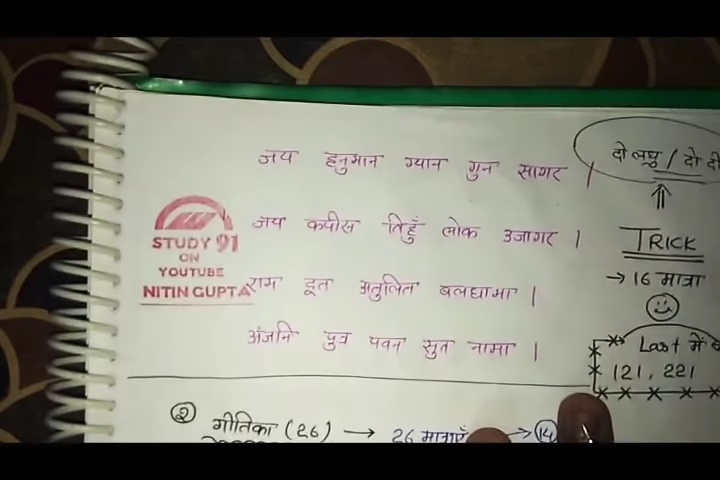 जय हनुमान ग्यान गुन सागर ।
जय कपीस तिहुँ लोक उजागर ।
राम दूत अतुलित बलधामा ।
अंजनि पुत्र पवन सुत नामा ।
दो लघु / दो दी
TRICK
→ 16 मात्रा
Last में
121, 221
STUDY 91
ON
YOUTUBE
NITIN GUPTA
② गीतिका (26) → 26 मात्राएँ → 14